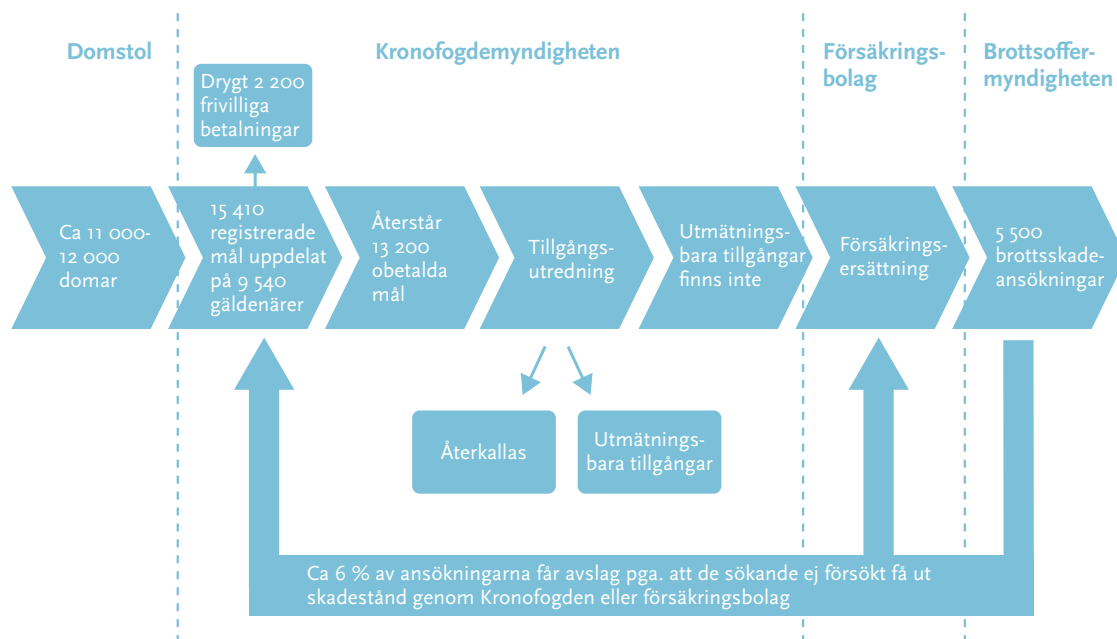 Domstol
Kronofogdemyndigheten
Försäkrings-
bolag
Brottsoffer-
myndigheten
Drygt 2 200
frivilliga
betalningar
Ca 11 000-
12 000
domar
15 410
registrerade
mål uppdelat
på 9 540
gäldenärer
Återstår
13 200
obetalda
mål
Tillgångs-
utredning
Utmätnings-
bara tillgångar
finns inte
Försäkrings-
ersättning
5 500
brottsskade-
ansökningar
Återkallas
Utmätnings-
bara tillgångar
Ca 6 % av ansökningarna får avslag pga. att de sökande ej försökt få ut
skadestånd genom Kronofogden eller försäkringsbolag